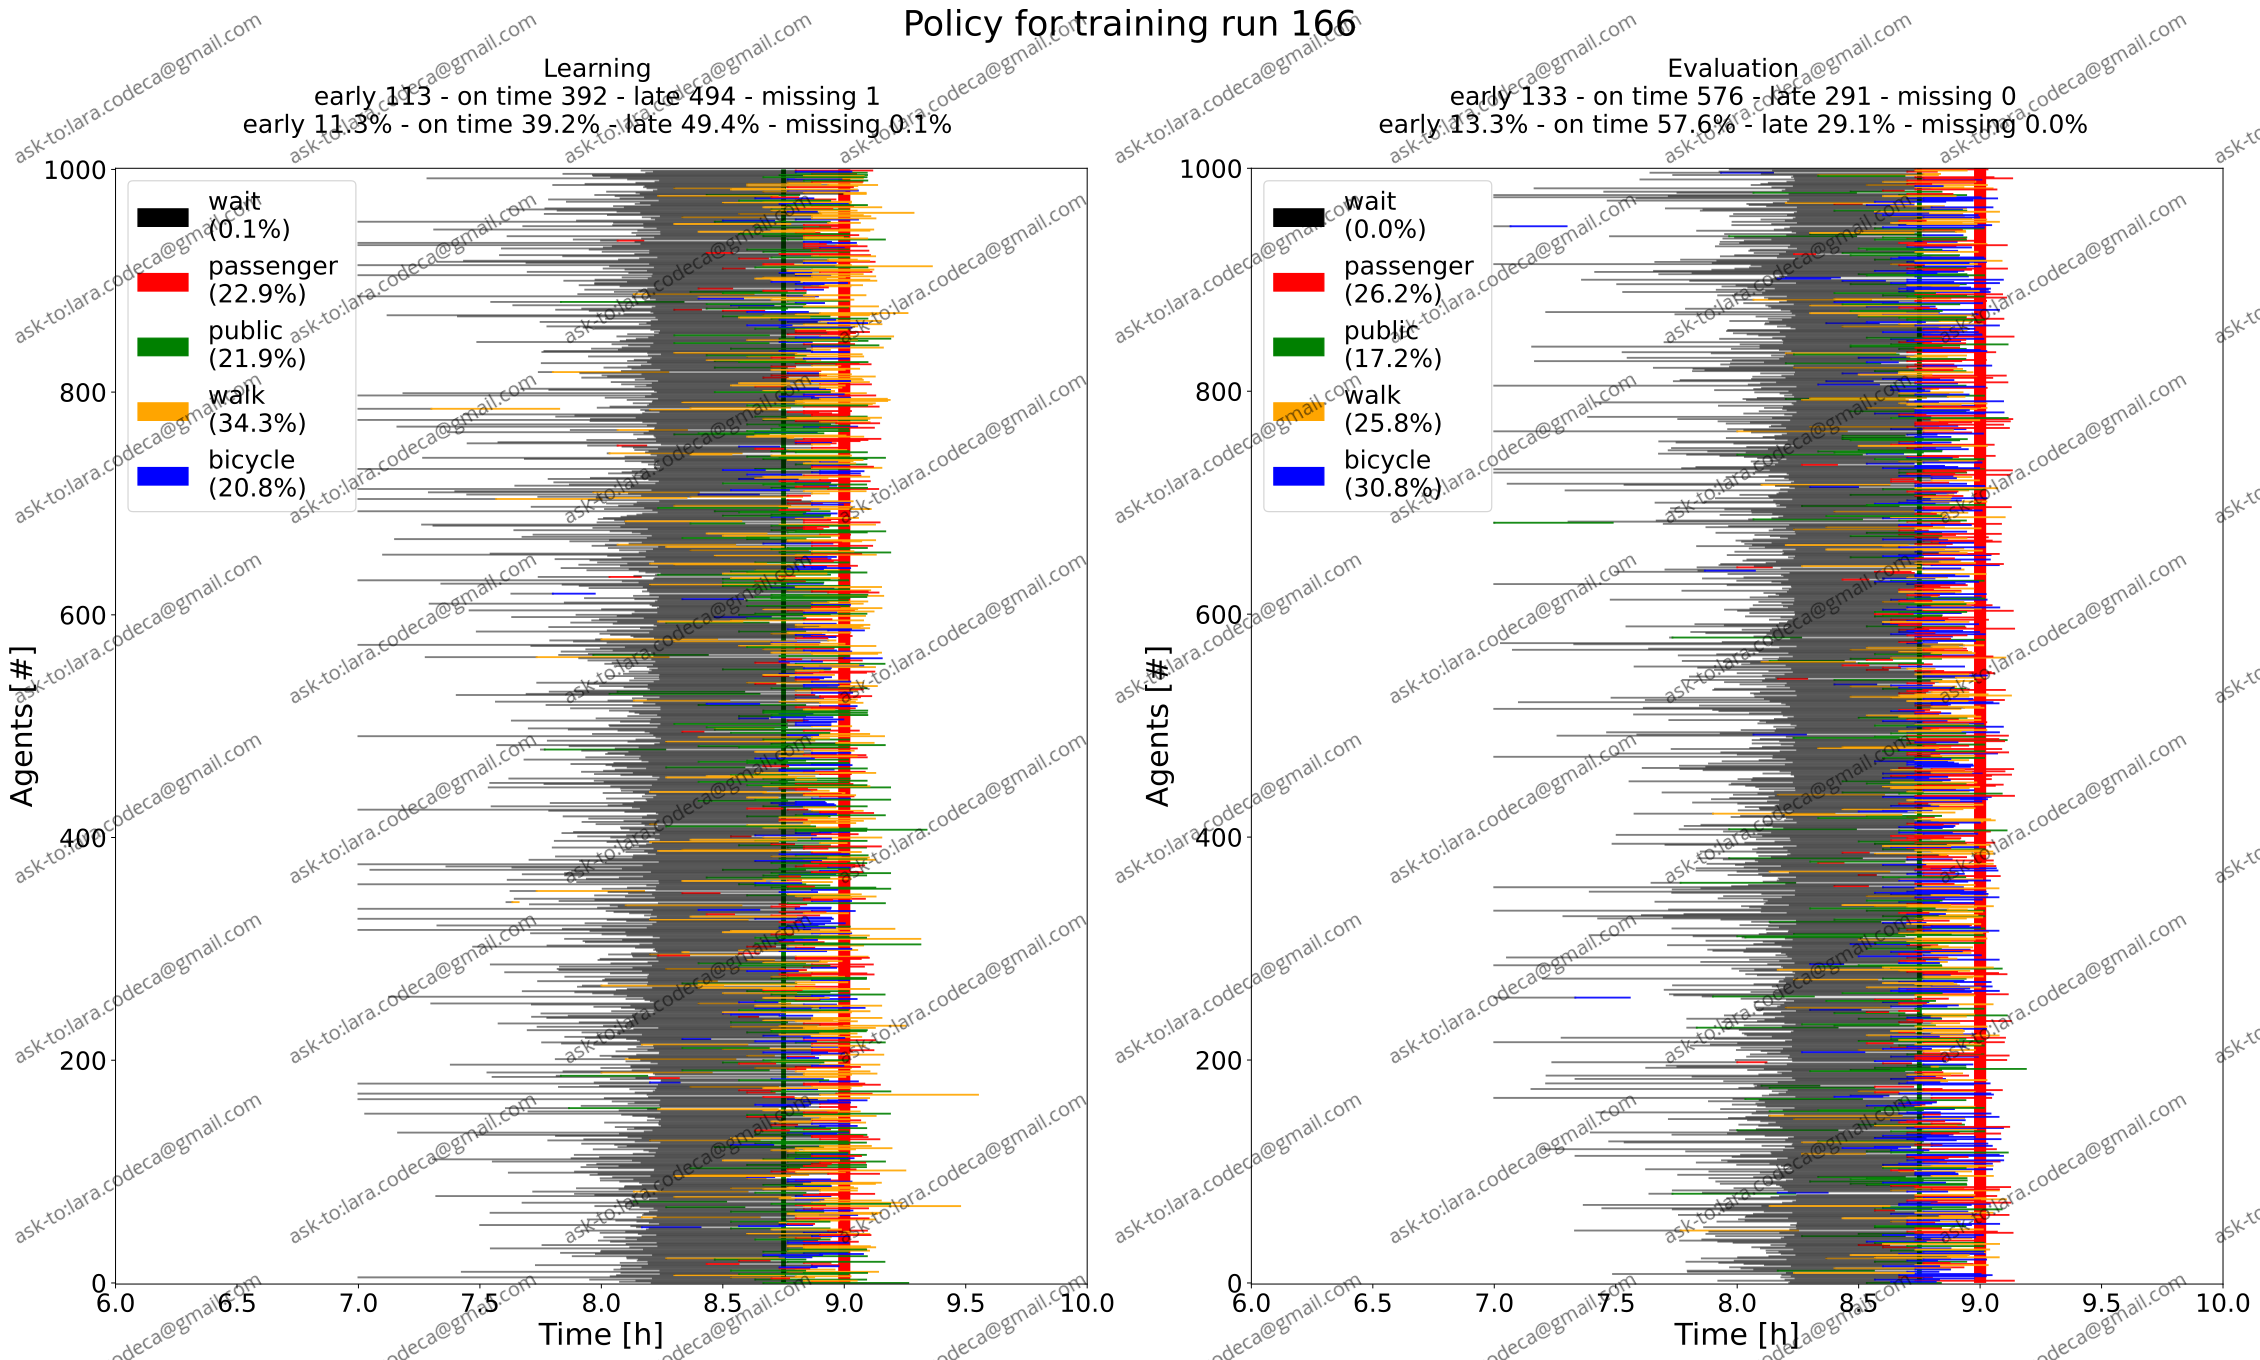 Policy for training run 166
Learning
early 113 - on time 392 - late 494 - missing 1
early 11.3% - on time 39.2% - late 49.4% - missing 0.1%
1000
800
600
400
200
0
Agents [#]
wait
(0.1%)
passenger
(22.9%)
public
(21.9%)
walk
(34.3%)
bicycle
(20.8%)
6.0 6.5 7.0 7.5 8.0 8.5 9.0 9.5 10.0
Time [h]
Evaluation
early 133 - on time 576 - late 291 - missing 0
early 13.3% - on time 57.6% - late 29.1% - missing 0.0%
1000
800
600
400
200
0
Agents [#]
wait
(0.0%)
passenger
(26.2%)
public
(17.2%)
walk
(25.8%)
bicycle
(30.8%)
6.0 6.5 7.0 7.5 8.0 8.5 9.0 9.5 10.0
Time [h]
ask-to:lara.codeca@gmail.com